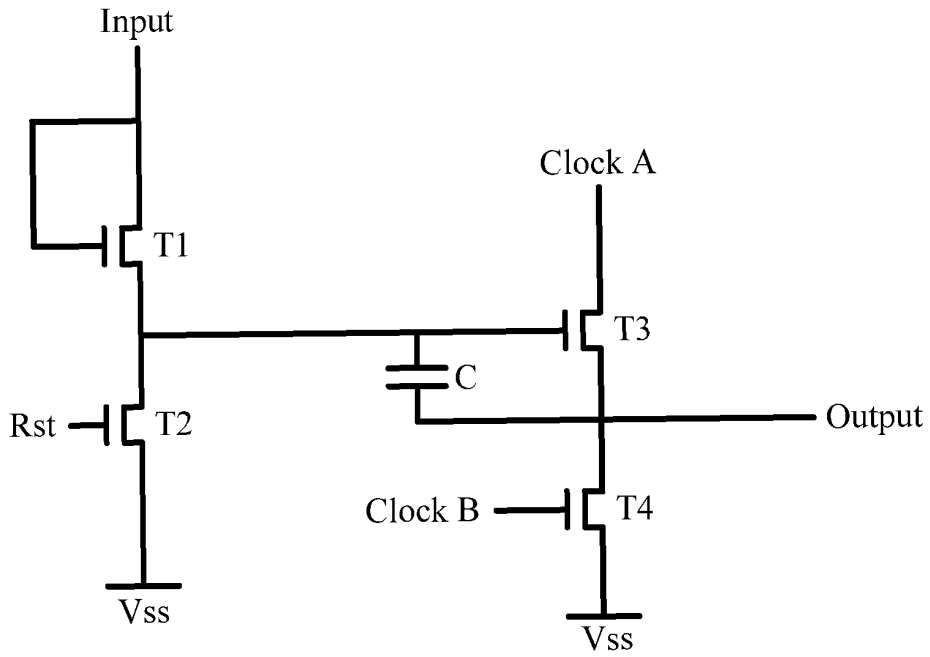 Input
Clock A
T1
T3
C
Rst
T2
Output
Clock B
T4
Vss
Vss